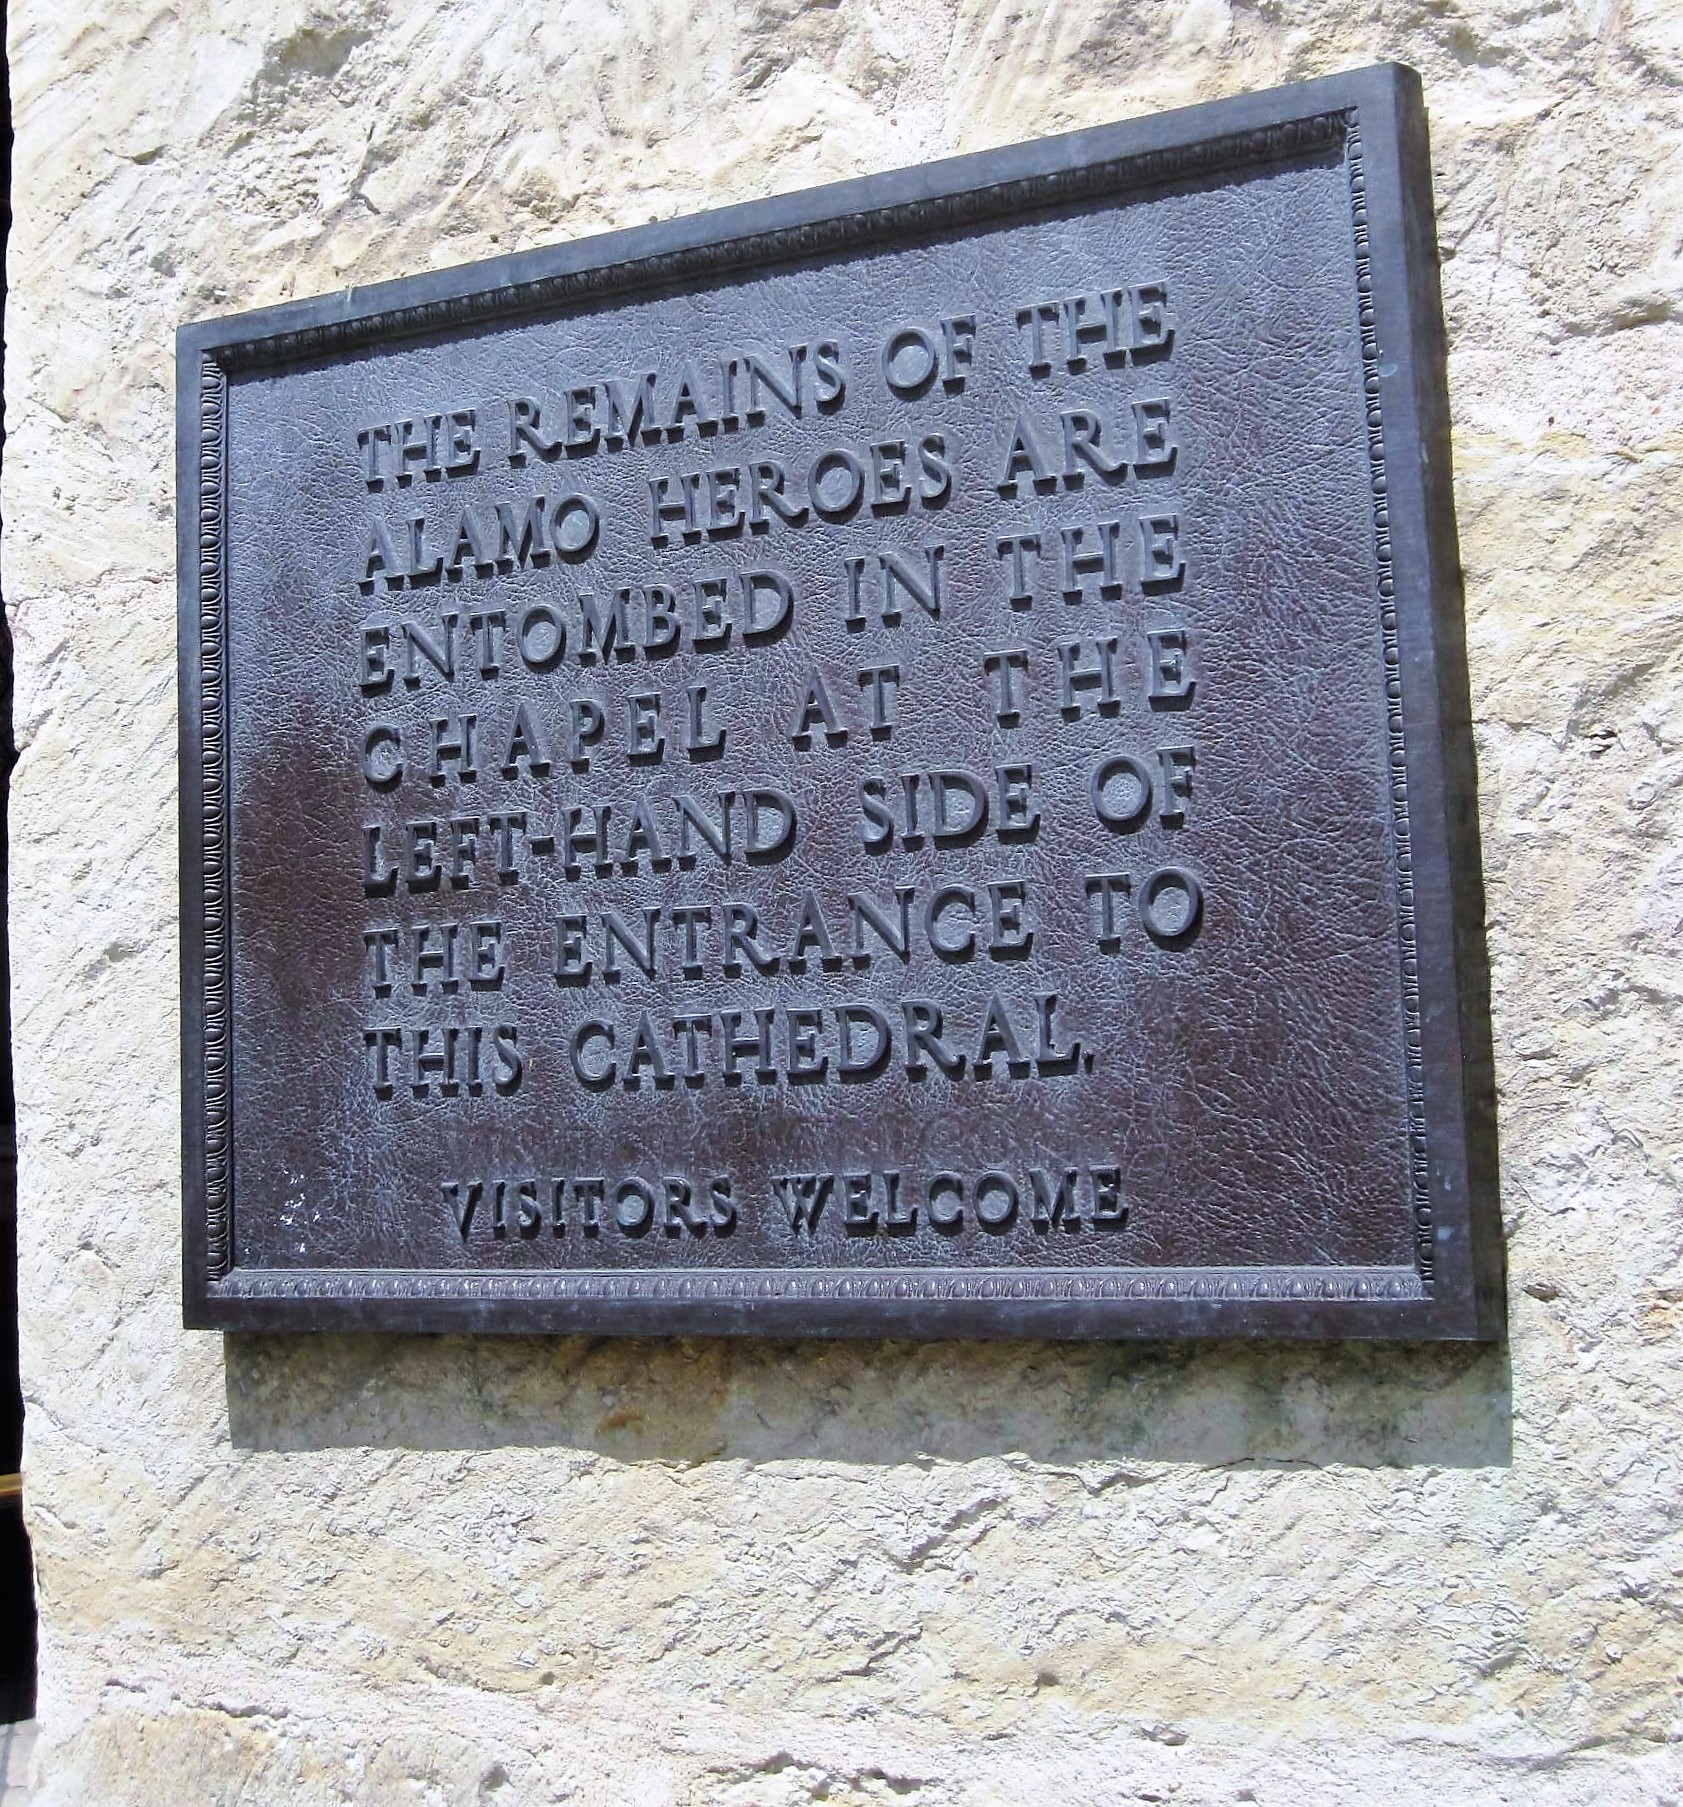 THE REMAINS OF THE
ALAMO HEROES ARE
ENTOMBED IN THE
CHAPEL AT THE
LEFT-HAND SIDE OF
THE ENTRANCE TO
THIS CATHEDRAL.
VISITORS WELCOME